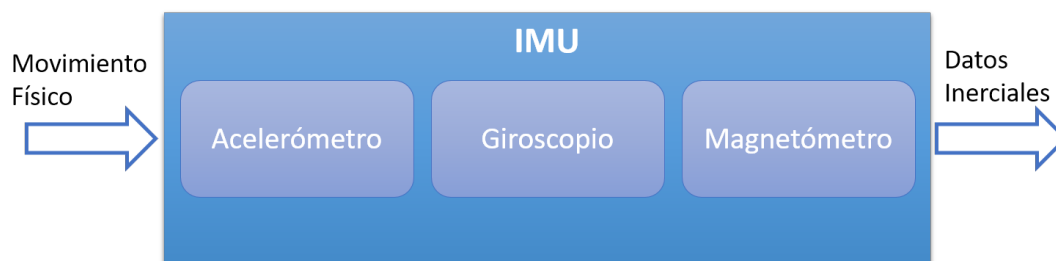 IMU
Movimiento
Físico
Acelerómetro
Giroscopio
Magnetómetro
Datos
Inerciales